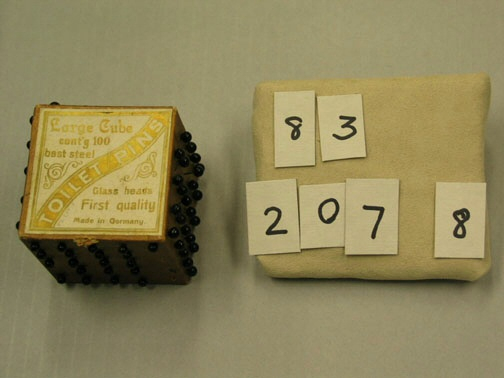 Large Cube
cont's 100
best steel
TOILET PINS
Glass heads
First quality
Made in Germany.
8 3
2 0 7 8